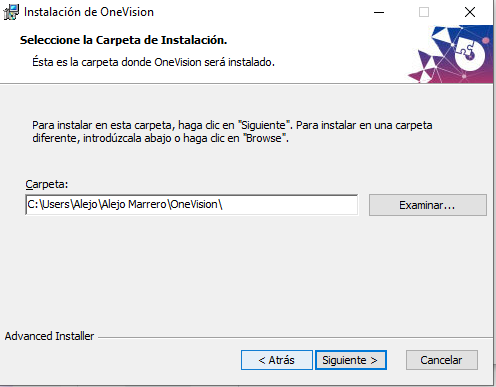 Instalación de OneVision
Seleccione la Carpeta de Instalación.
Ésta es la carpeta donde OneVision será instalado.
Para instalar en esta carpeta, haga clic en "Siguiente". Para instalar en una carpeta
diferente, introdúzcala abajo o haga clic en "Browse".
Carpeta:
C:\Users\Alejo\Alejo Marrero\OneVision\
Examinar...
Advanced Installer
< Atrás
Siguiente >
Cancelar